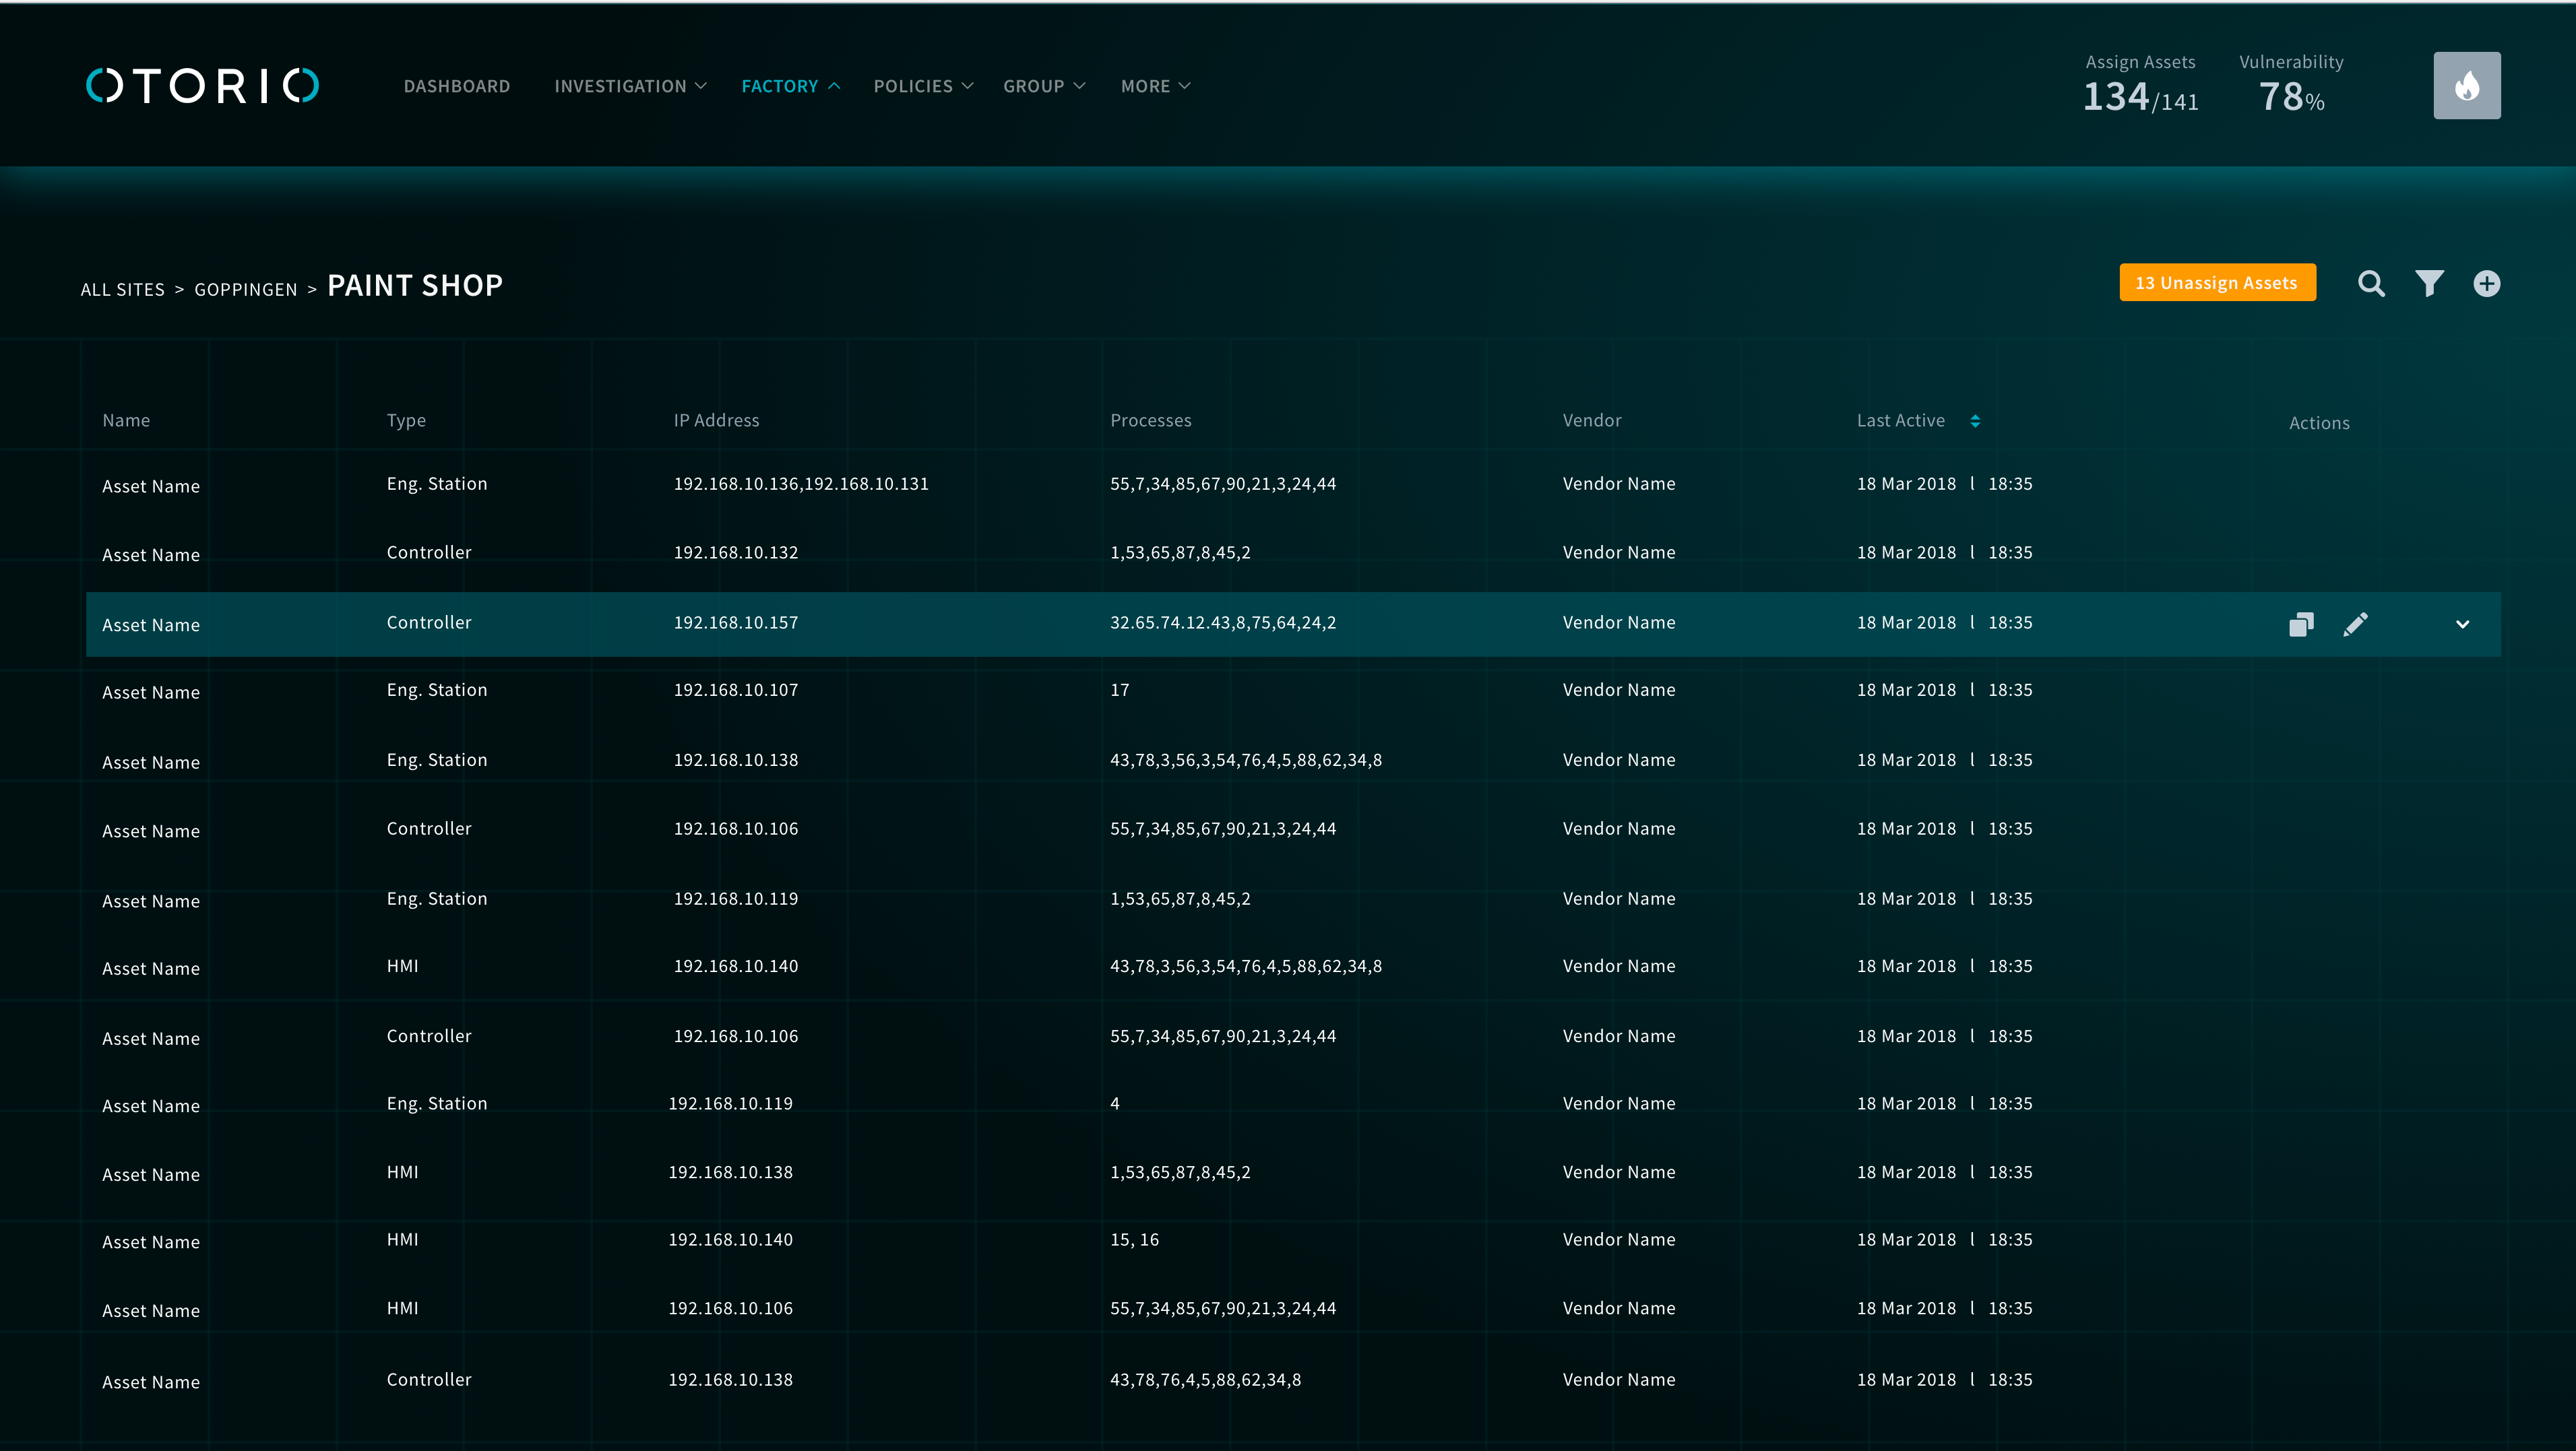 OTORIO DASHBOARD INVESTIGATION FACTORY POLICIES GROUP MORE
Assign Assets Vulnerability
134/141 78%
ALL SITES > GOPPINGEN > PAINT SHOP 13 Unassign Assets
Name Type IP Address Processes Vendor Last Active Actions
Asset Name Eng. Station 192.168.10.136,192.168.10.131 55,7,34,85,67,90,21,3,24,44 Vendor Name 18 Mar 2018 l 18:35
Asset Name Controller 192.168.10.132 1,53,65,87,8,45,2 Vendor Name 18 Mar 2018 l 18:35
Asset Name Controller 192.168.10.157 32.65.74.12.43,8,75,64,24,2 Vendor Name 18 Mar 2018 l 18:35
Asset Name Eng. Station 192.168.10.107 17 Vendor Name 18 Mar 2018 l 18:35
Asset Name Eng. Station 192.168.10.138 43,78,3,56,3,54,76,4,5,88,62,34,8 Vendor Name 18 Mar 2018 l 18:35
Asset Name Controller 192.168.10.106 55,7,34,85,67,90,21,3,24,44 Vendor Name 18 Mar 2018 l 18:35
Asset Name Eng. Station 192.168.10.119 1,53,65,87,8,45,2 Vendor Name 18 Mar 2018 l 18:35
Asset Name HMI 192.168.10.140 43,78,3,56,3,54,76,4,5,88,62,34,8 Vendor Name 18 Mar 2018 l 18:35
Asset Name Controller 192.168.10.106 55,7,34,85,67,90,21,3,24,44 Vendor Name 18 Mar 2018 l 18:35
Asset Name Eng. Station 192.168.10.119 4 Vendor Name 18 Mar 2018 l 18:35
Asset Name HMI 192.168.10.138 1,53,65,87,8,45,2 Vendor Name 18 Mar 2018 l 18:35
Asset Name HMI 192.168.10.140 15, 16 Vendor Name 18 Mar 2018 l 18:35
Asset Name HMI 192.168.10.106 55,7,34,85,67,90,21,3,24,44 Vendor Name 18 Mar 2018 l 18:35
Asset Name Controller 192.168.10.138 43,78,76,4,5,88,62,34,8 Vendor Name 18 Mar 2018 l 18:35